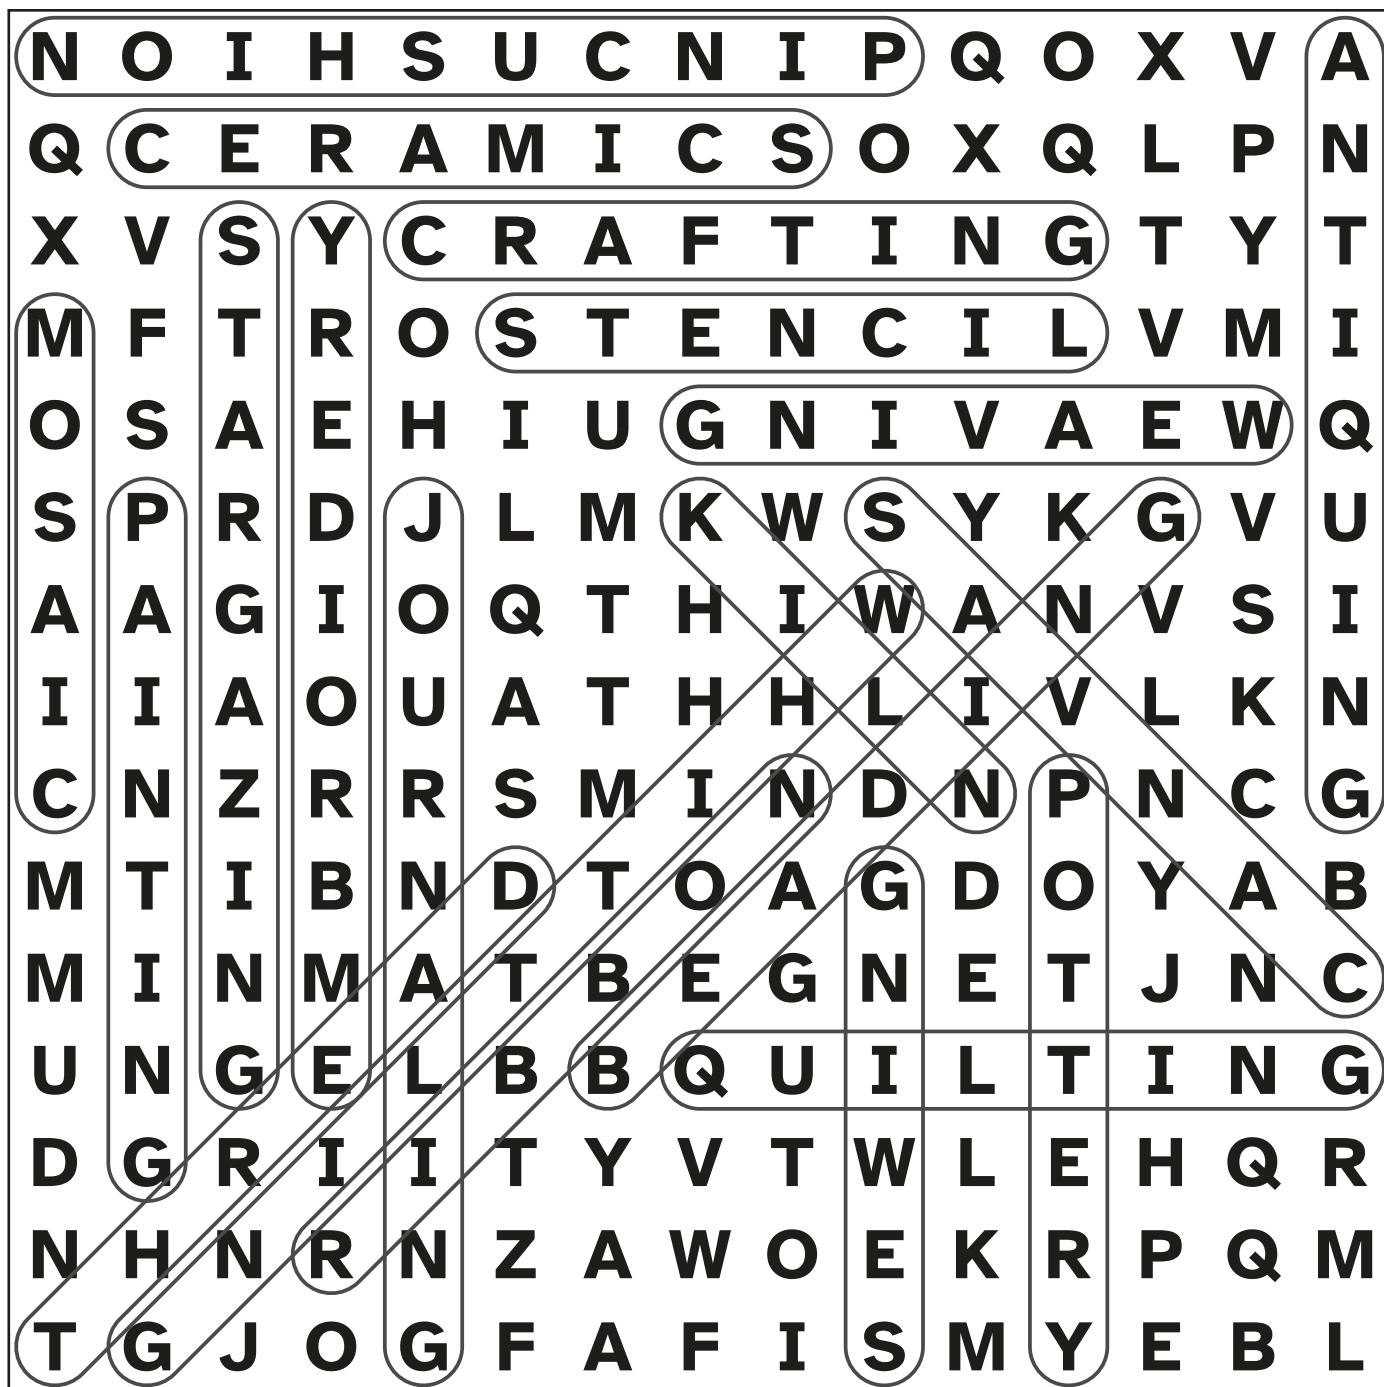 N O I H S U C N I P Q O X V A
Q C E R A M I C S O X Q L P N
X V S Y C R A F T I N G T Y T
M F T R O S T E N C I L V M I
O S A E H I U G N I V A E W Q
S P R D J L M K W S Y K G V U
A A G I O Q T H I W A N V S I
I I A O U A T H H L I V L K N
C N Z R R S M I N D N P N C G
M T I B N D T O A G D O Y A B
M I N M A T B E G N E T J N C
U N G E L B B Q U I L T I N G
D G R I I T Y V T W L E H Q R
N H N R N Z A W O E K R P Q M
T G J O G F A F I S M Y E B L